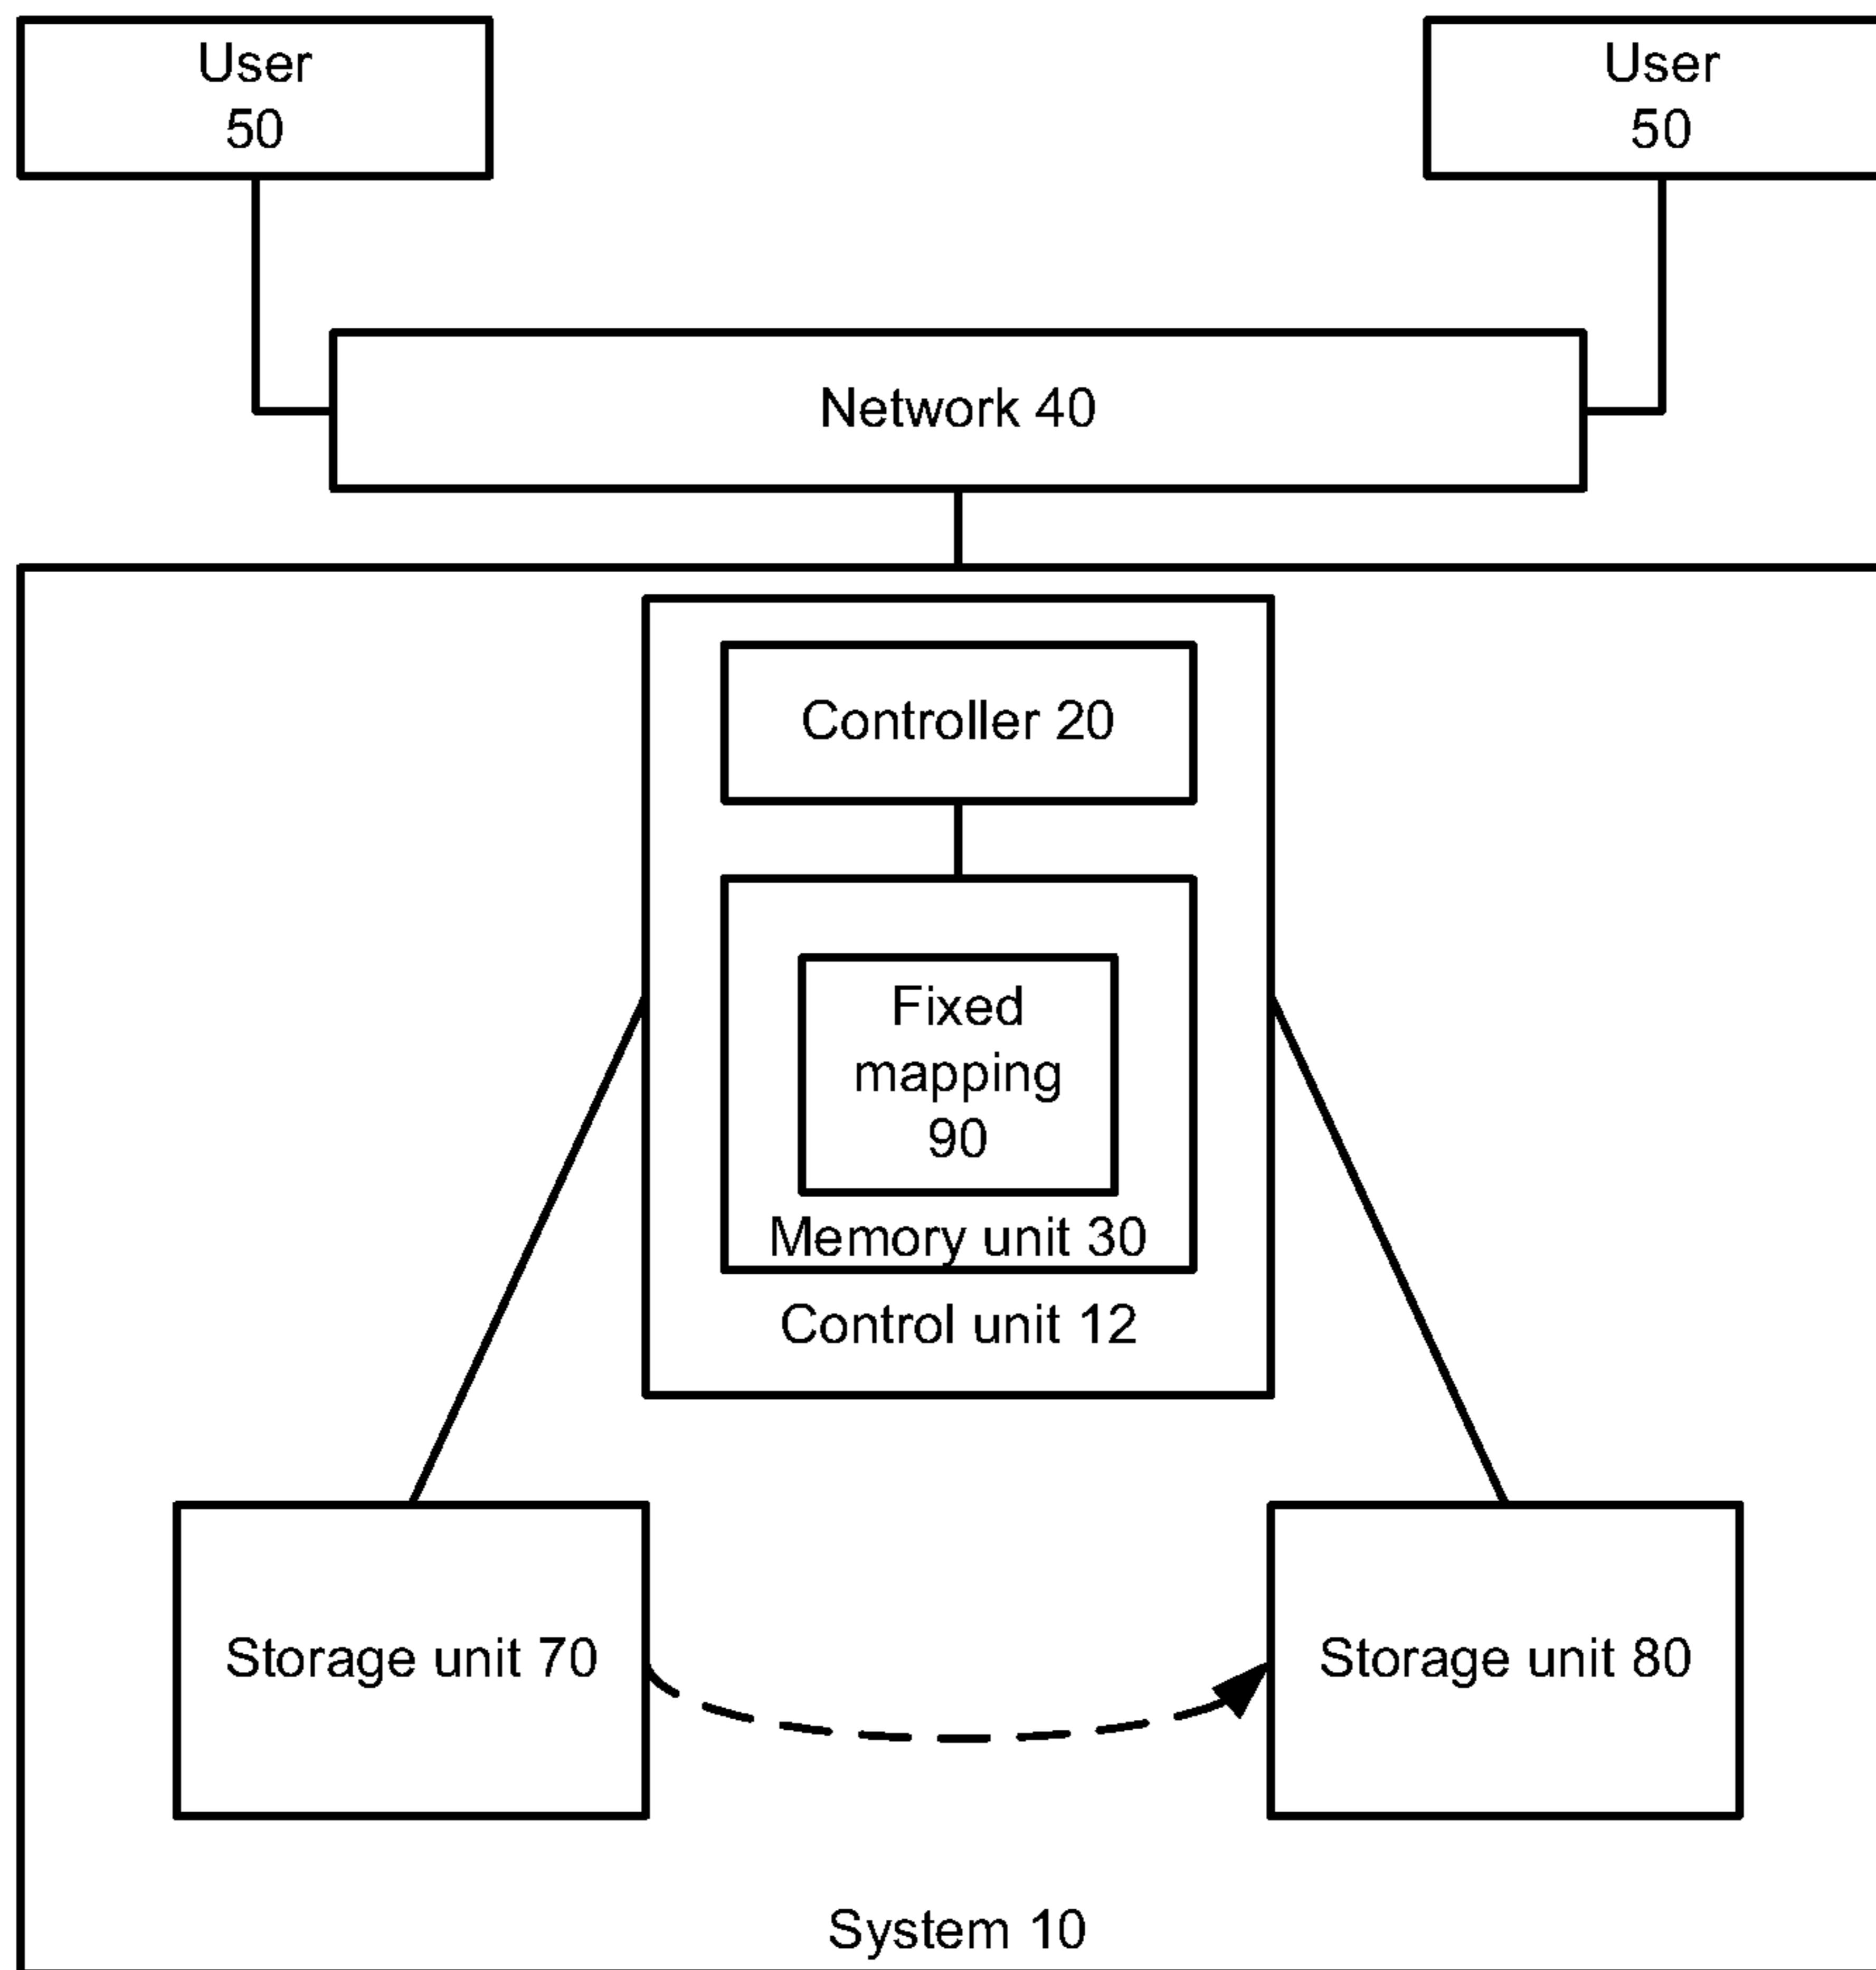 User
50
User
50
Network 40
Controller 20
Fixed
mapping
90
Memory unit 30
Control unit 12
Storage unit 70
Storage unit 80
System 10